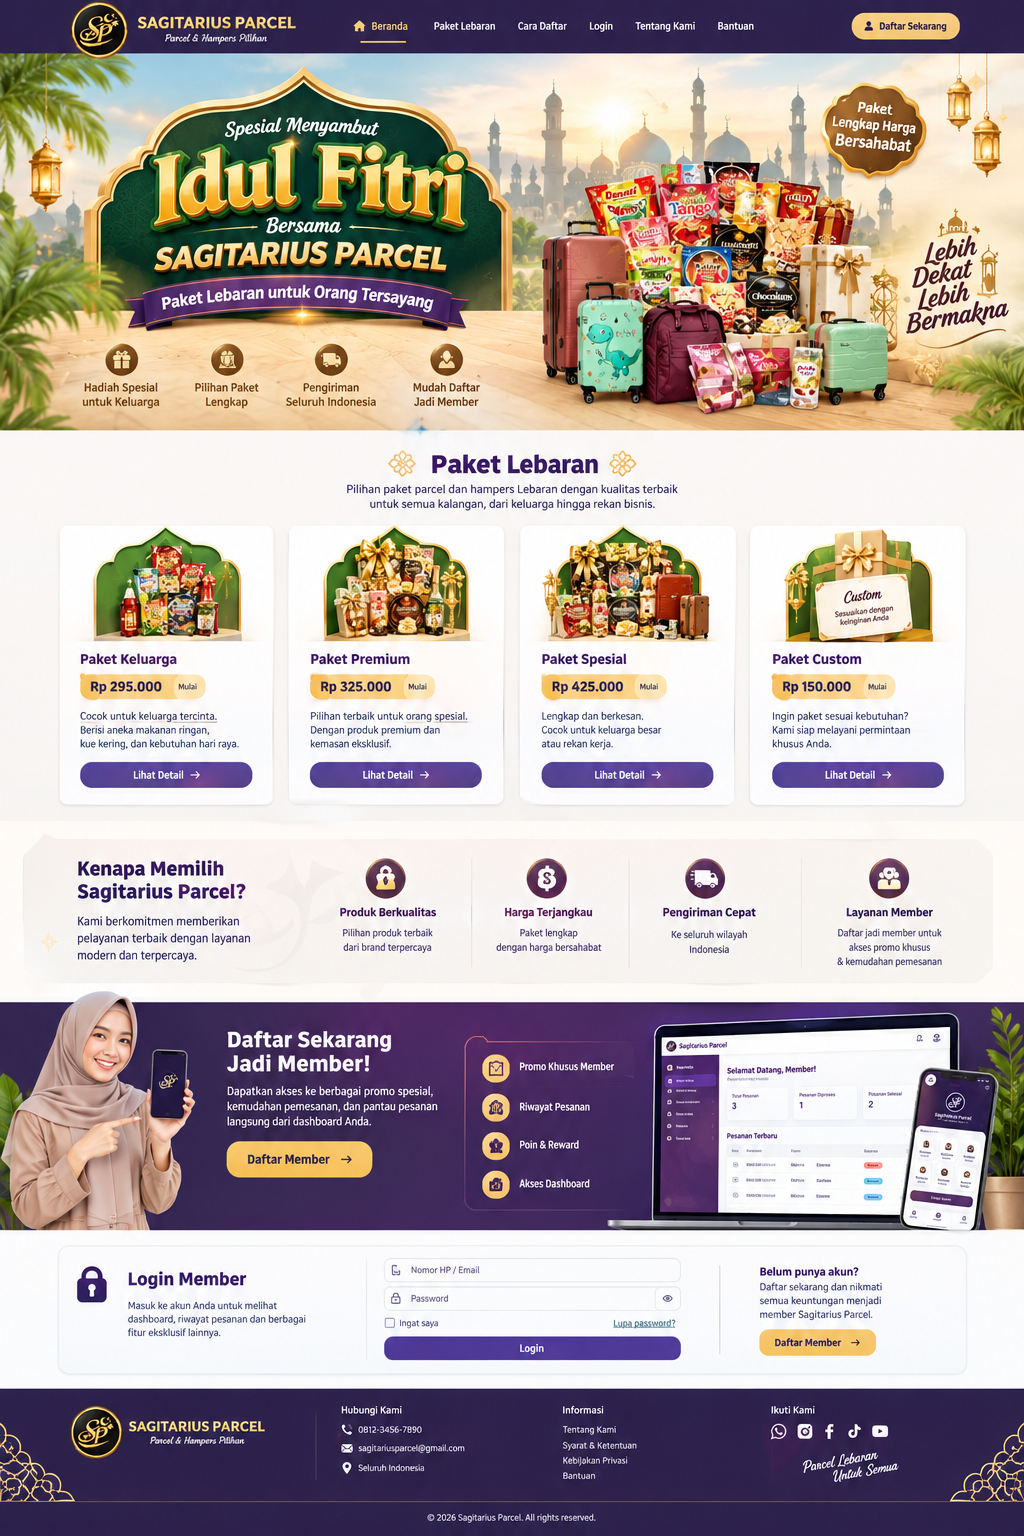 SAGITARIUS PARCEL
Parcel & Hampers Pilihan
Beranda
Paket Lebaran
Cara Daftar
Login
Tentang Kami
Bantuan
Daftar Sekarang
Spesial Menyambut
Idul Fitri
Bersama
SAGITARIUS PARCEL
Paket Lebaran untuk Orang Tersayang
Paket
Lengkap Harga
Bersahabat
Tango
Lebih
Dekat
Lebih
Bermakna
Hadiah Spesial
untuk Keluarga
Pilihan Paket
Lengkap
Pengiriman
Seluruh Indonesia
Mudah Daftar
Jadi Member
Paket Lebaran
Pilihan paket parcel dan hampers Lebaran dengan kualitas terbaik
untuk semua kalangan, dari keluarga hingga rekan bisnis.
Paket Keluarga
Rp 295.000 Mulai
Cocok untuk keluarga tercinta.
Berisi aneka makanan ringan,
kue kering, dan kebutuhan hari raya.
Lihat Detail →
Paket Premium
Rp 325.000 Mulai
Pilihan terbaik untuk orang spesial.
Dengan produk premium dan
kemasan eksklusif.
Lihat Detail →
Paket Spesial
Rp 425.000 Mulai
Lengkap dan berkesan.
Cocok untuk keluarga besar
atau rekan kerja.
Lihat Detail →
Custom
Sesuaikan dengan
keinginan Anda
Paket Custom
Rp 150.000 Mulai
Ingin paket sesuai kebutuhan?
Kami siap melayani permintaan
khusus Anda.
Lihat Detail →
Kenapa Memilih
Sagitarius Parcel?
Kami berkomitmen memberikan
pelayanan terbaik dengan layanan
modern dan terpercaya.
Produk Berkualitas
Pilihan produk terbaik
dari brand terpercaya
Harga Terjangkau
Paket lengkap
dengan harga bersahabat
Pengiriman Cepat
Ke seluruh wilayah
Indonesia
Layanan Member
Daftar jadi member untuk
akses promo khusus
& kemudahan pemesanan
Daftar Sekarang
Jadi Member!
Dapatkan akses ke berbagai promo spesial,
kemudahan pemesanan, dan pantau pesanan
langsung dari dashboard Anda.
Daftar Member →
Promo Khusus Member
Riwayat Pesanan
Poin & Reward
Akses Dashboard
Sagitarius Parcel
Selamat Datang, Member!
3
1
Pesanan Selesai
2
Pesanan Terbaru
Login Member
Masuk ke akun Anda untuk melihat
dashboard, riwayat pesanan dan berbagai
fitur eksklusif lainnya.
Nomor HP / Email
Password
Ingat saya
Lupa password?
Login
Belum punya akun?
Daftar sekarang dan nikmati
semua keuntungan menjadi
member Sagitarius Parcel.
Daftar Member →
SAGITARIUS PARCEL
Parcel & Hampers Pilihan
Hubungi Kami
0812-3456-7890
sagitariusparcel@gmail.com
Seluruh Indonesia
Informasi
Tentang Kami
Syarat & Ketentuan
Kebijakan Privasi
Bantuan
Ikuti Kami
Parcel Lebaran
Untuk Semua
© 2026 Sagitarius Parcel. All rights reserved.